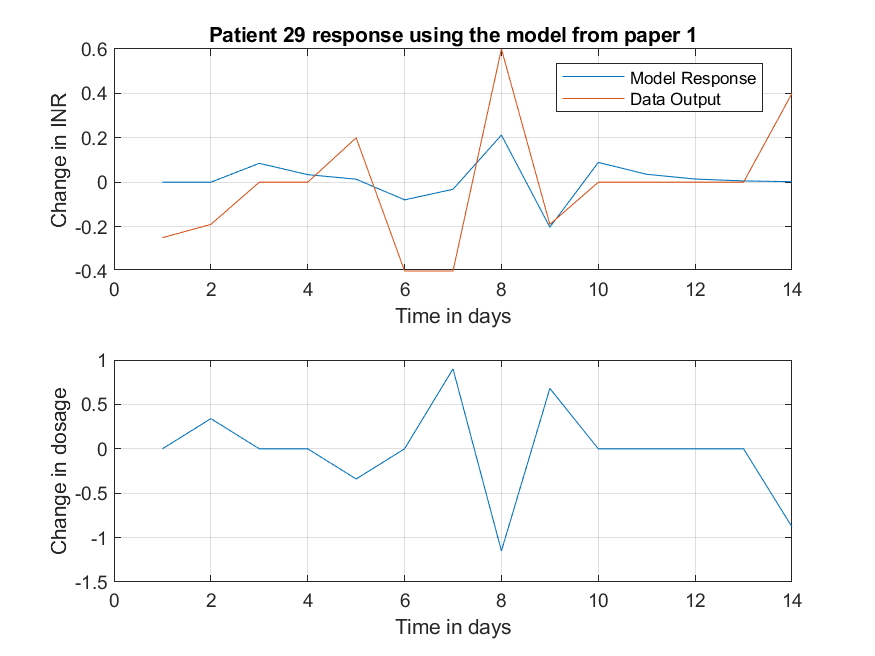 Patient 29 response using the model from paper 1
0.6
0.4
0.2
0
-0.2
-0.4
Change in INR
Model Response
Data Output
0 2 4 6 8 10 12 14
Time in days
1
0.5
0
-0.5
-1
-1.5
Change in dosage
0 2 4 6 8 10 12 14
Time in days